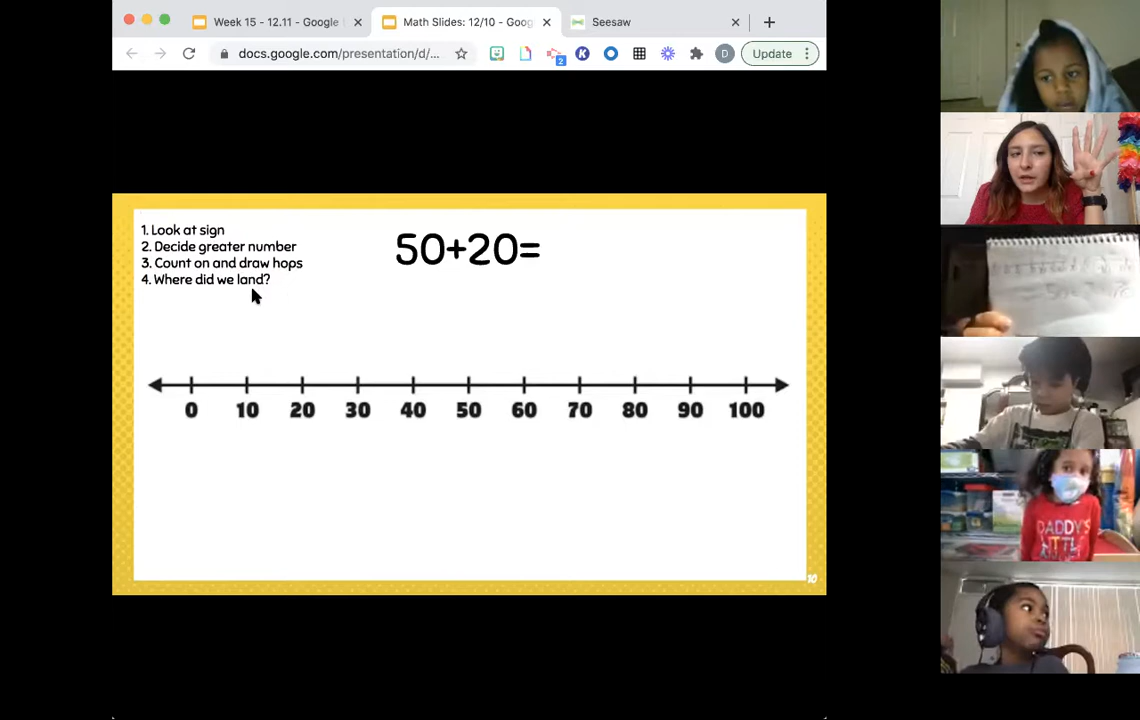 Week 15 - 12.11 - Google
Math Slides: 12/10 - Goog
Seesaw
docs.google.com/presentation/d/...
2
D
Update
1. Look at sign
2. Decide greater number
3. Count on and draw hops
4. Where did we land?
50+20=
0 10 20 30 40 50 60 70 80 90 100
10
DADDY'S